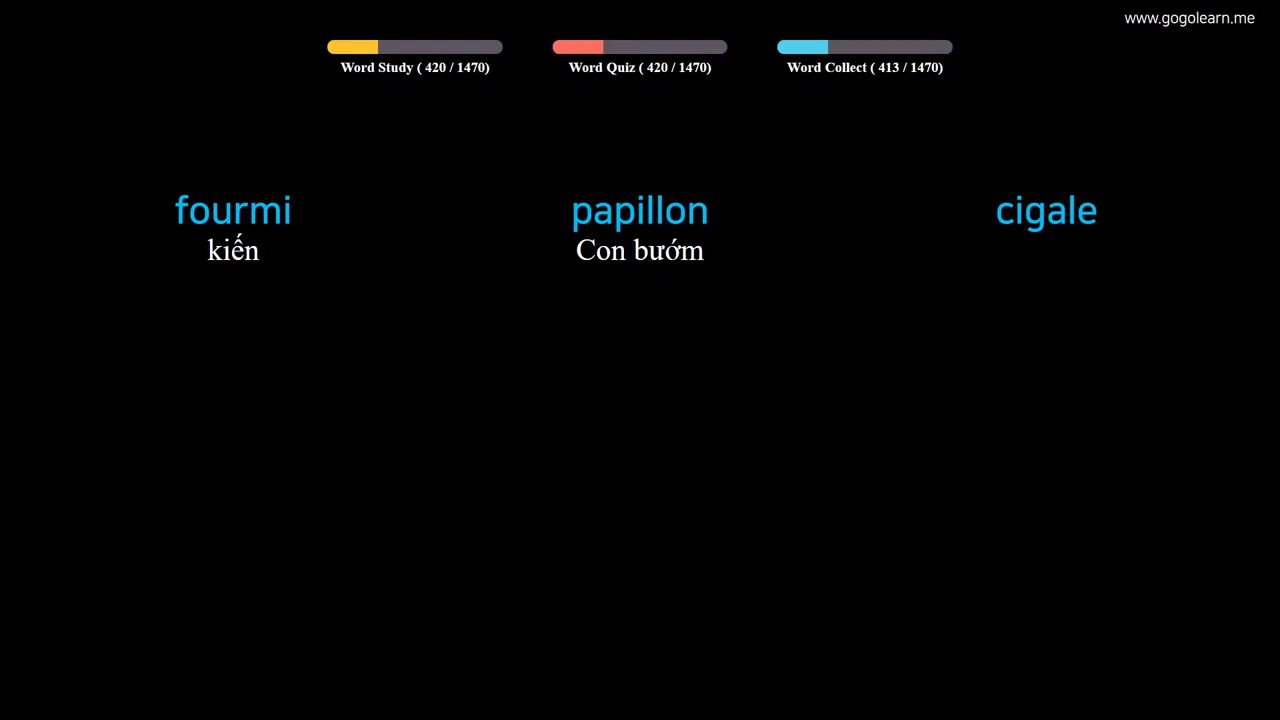 www.gogolearn.me
Word Study ( 420 / 1470)
Word Quiz ( 420 / 1470)
Word Collect ( 413 / 1470)
fourmi
kiến
papillon
Con bướm
cigale